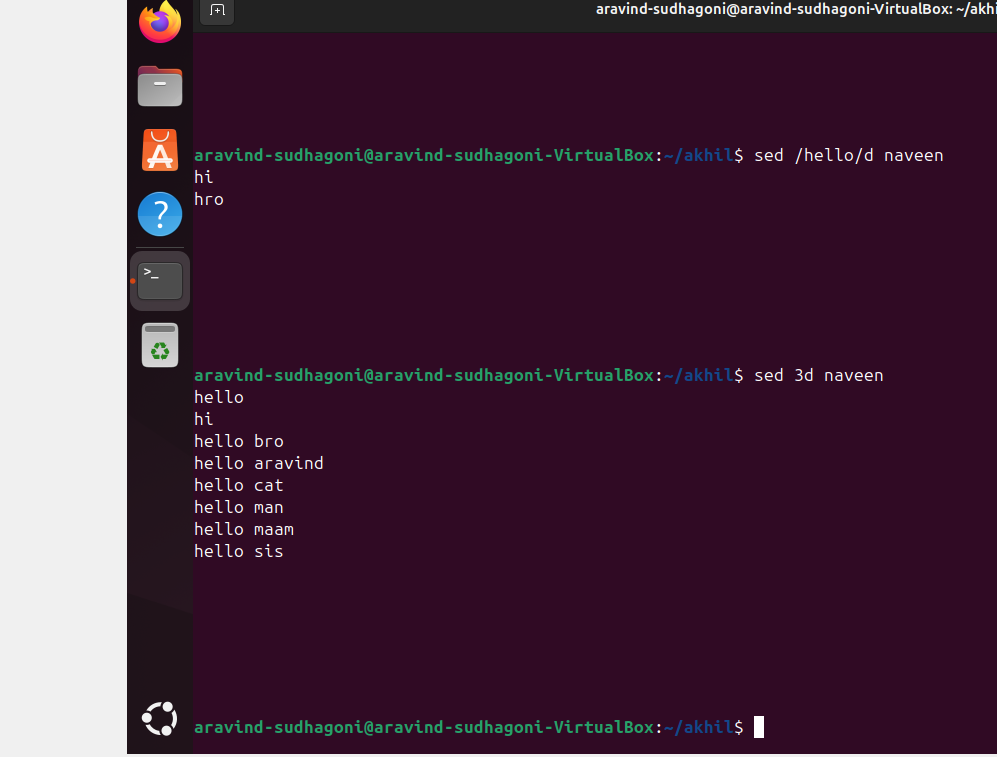 aravind-sudhagoni@aravind-sudhagoni-VirtualBox: ~/akhi
aravind-sudhagoni@aravind-sudhagoni-VirtualBox:~/akhil$ sed /hello/d naveen
hi
hro
aravind-sudhagoni@aravind-sudhagoni-VirtualBox:~/akhil$ sed 3d naveen
hello
hi
hello bro
hello aravind
hello cat
hello man
hello maam
hello sis
aravind-sudhagoni@aravind-sudhagoni-VirtualBox:~/akhil$